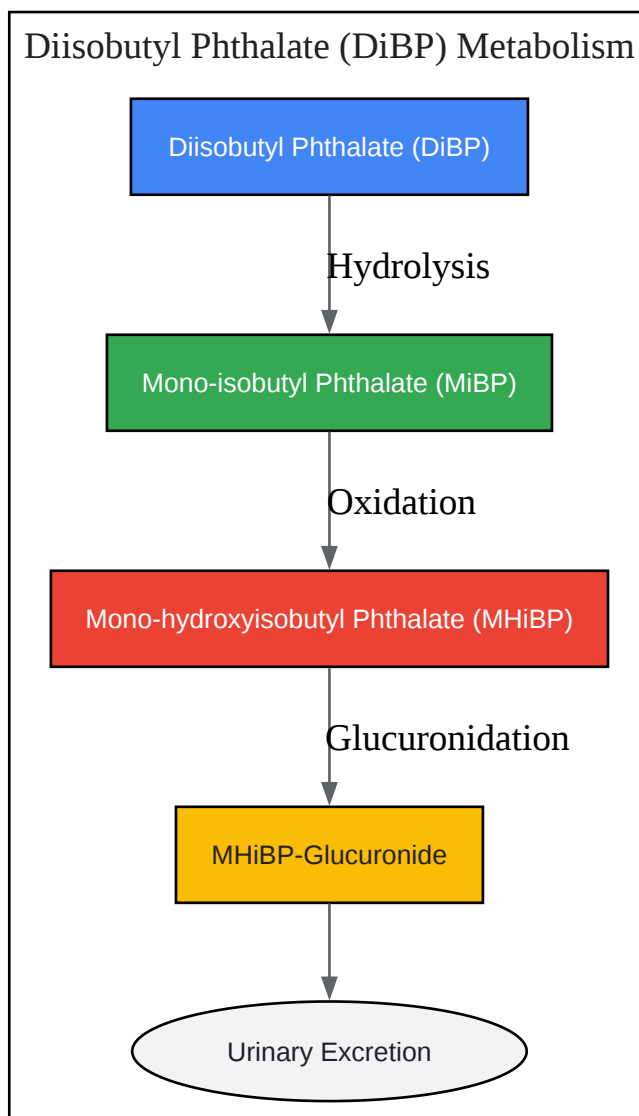 Diisobutyl Phthalate (DiBP) Metabolism
Diisobutyl Phthalate (DiBP)
Hydrolysis
Mono-isobutyl Phthalate (MiBP)
Oxidation
Mono-hydroxyisobutyl Phthalate (MHiBP)
Glucuronidation
MHiBP-Glucuronide
Urinary Excretion